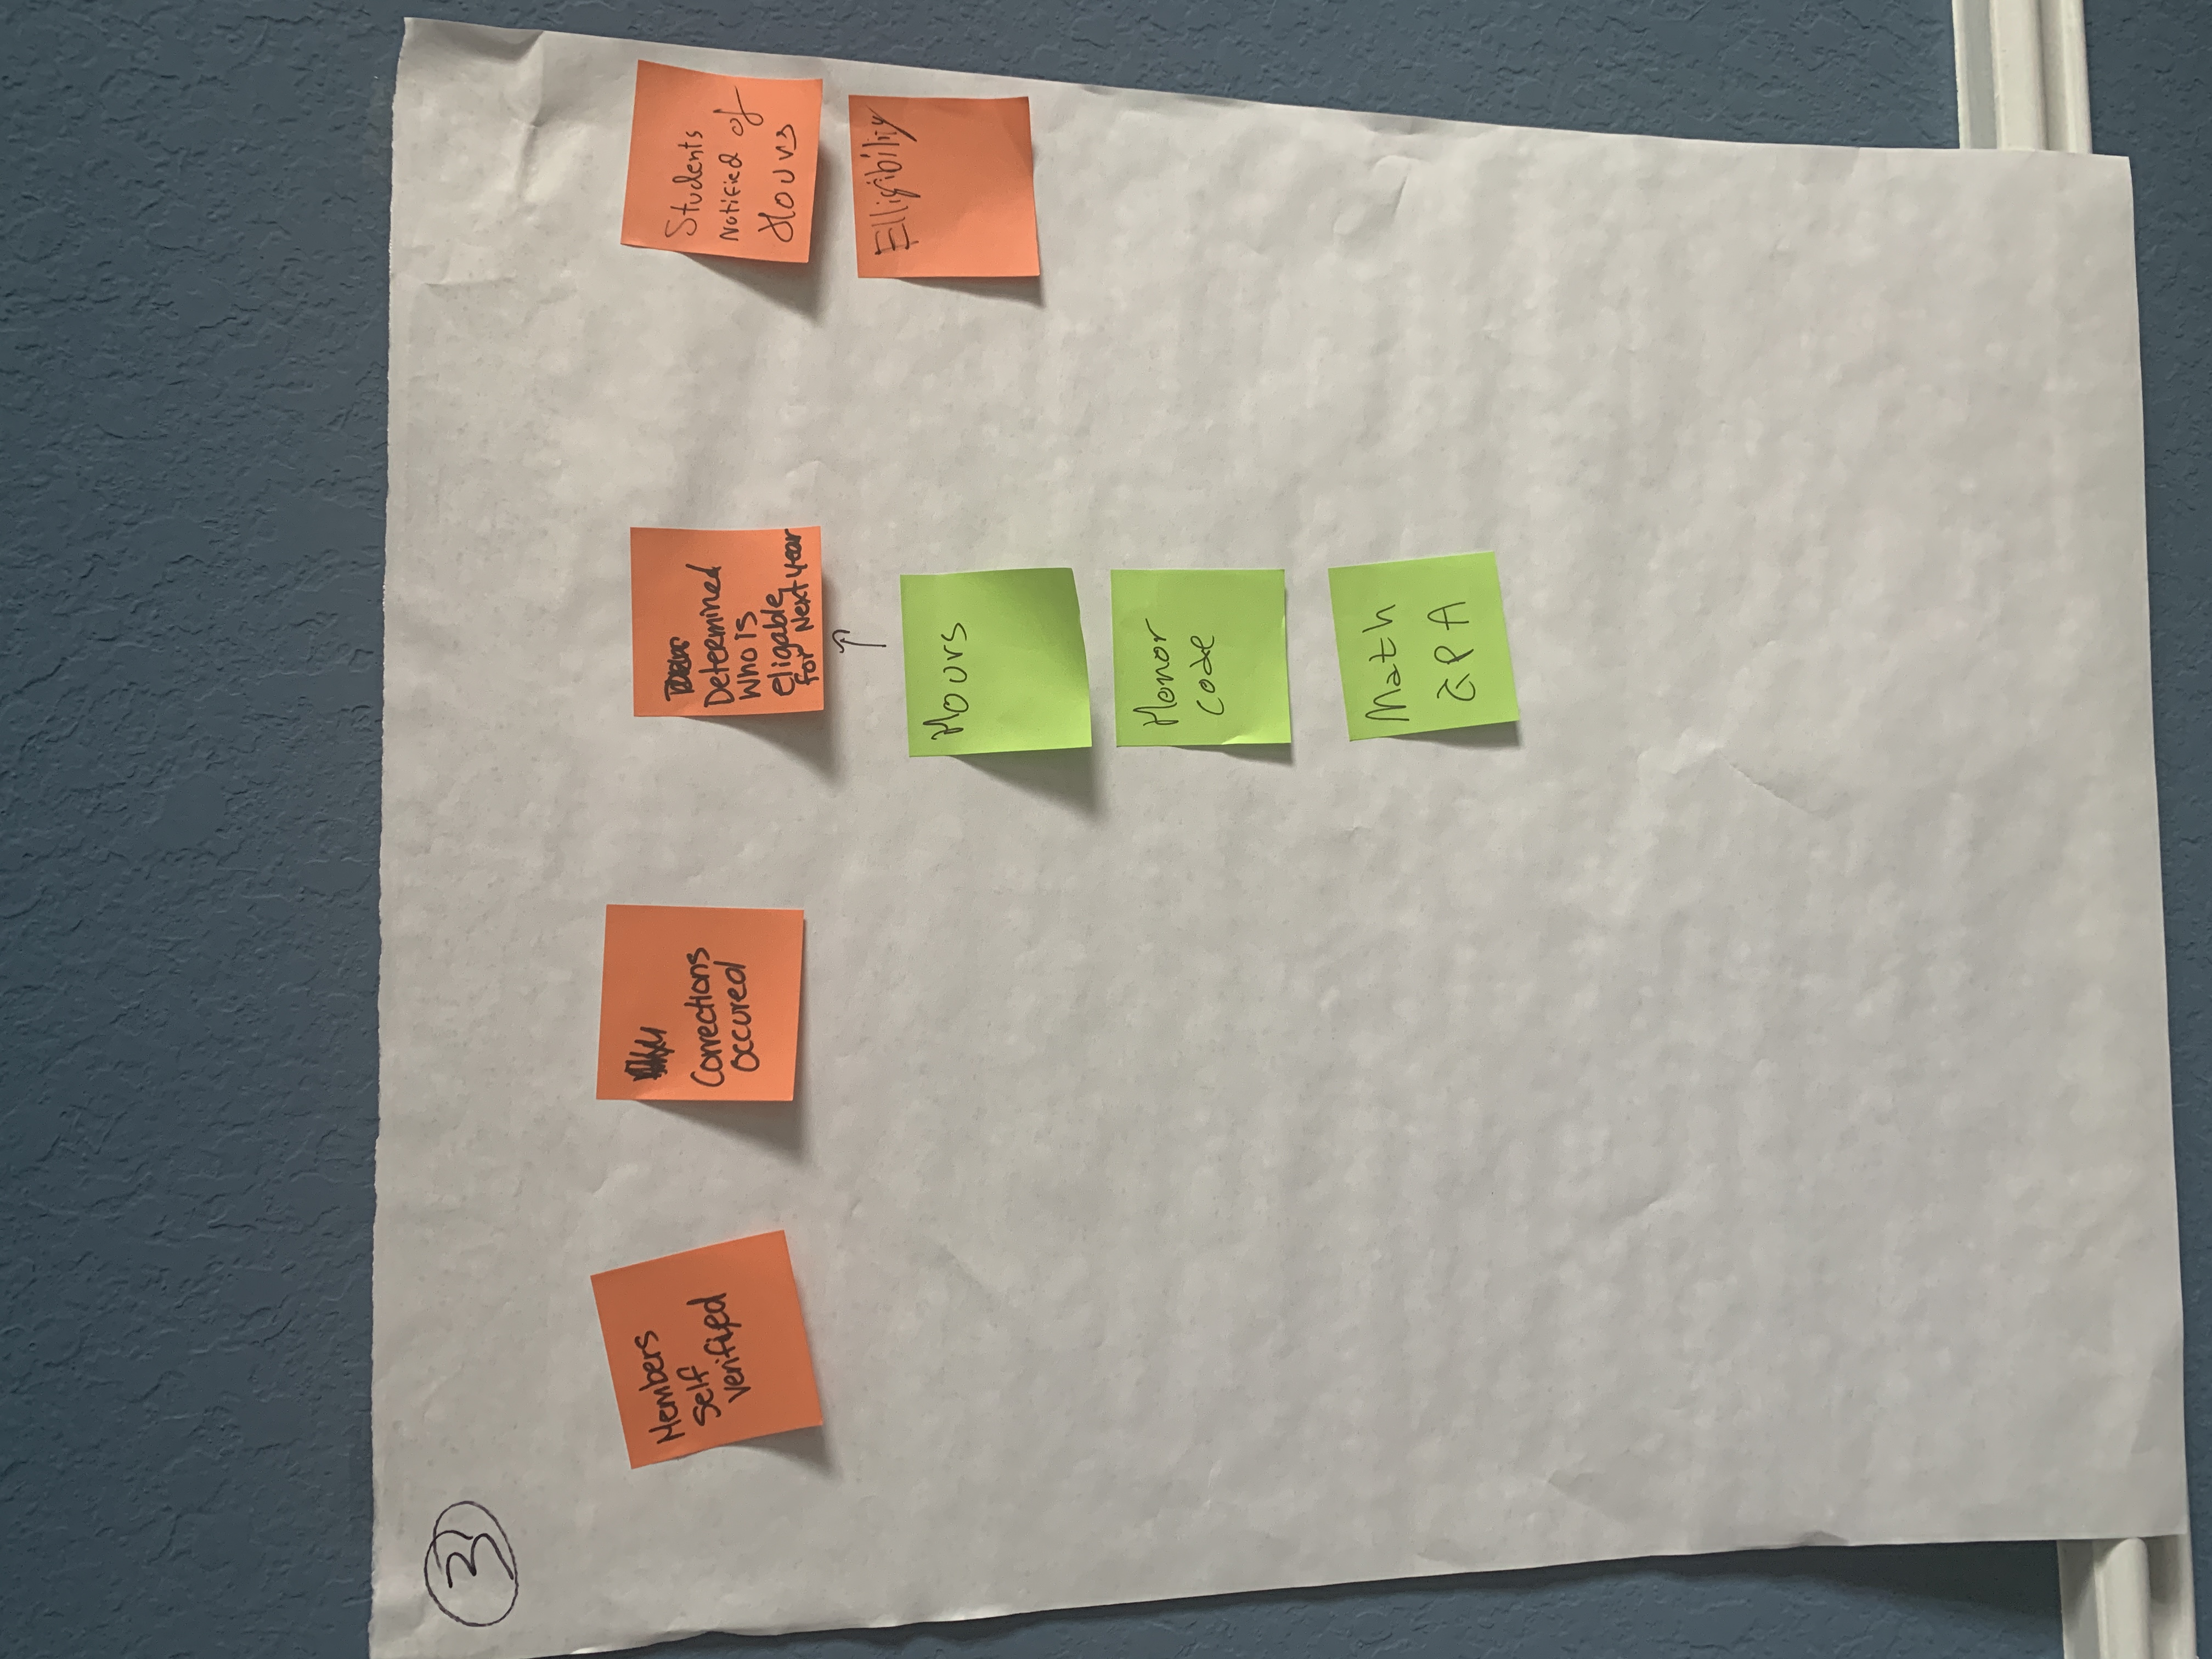 3
Members
Self
Verified
Corrections
Occured
Determined
Who is
eligable
for Next year
Students
Notified of
Hours
Elligibility
Hours
Honor
code
Math
GPA